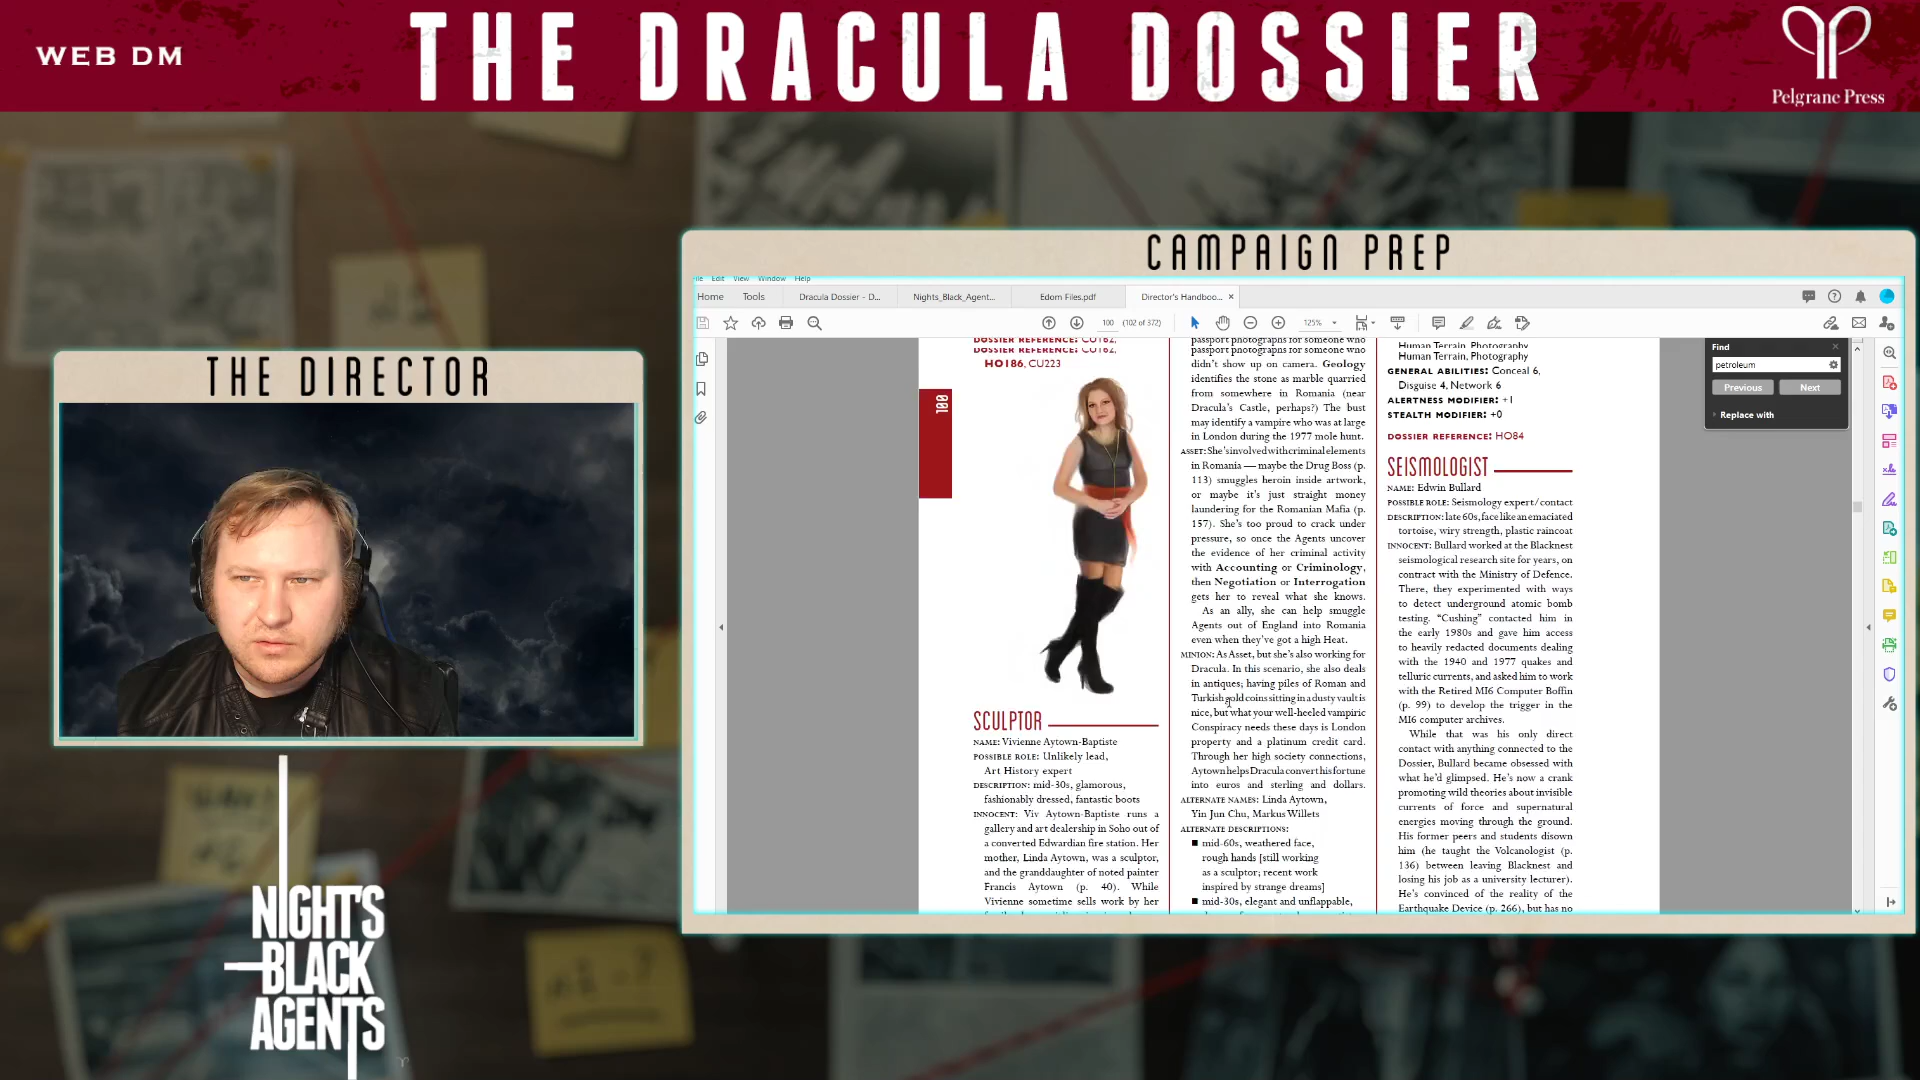 WEB DM
THE DRACULA DOSSIER
Pelgrane Press
THE DIRECTOR
NIGHT'S
BLACK
AGENTS
CAMPAIGN PREP
Edit View Window Help
Home Tools Dracula Dossier - D... Nights_Black_Agent... Edom Files.pdf Director's Handboo... ×
100 (102 of 372) 125%
Find
petroleum
Previous Next
Replace with
100
DOSSIER REFERENCE: CU162,
HO186, CU223
SCULPTOR
NAME: Vivienne Aytown-Baptiste
POSSIBLE ROLE: Unlikely lead,
Art History expert
DESCRIPTION: mid-30s, glamorous,
fashionably dressed, fantastic boots
INNOCENT: Viv Aytown-Baptiste runs a
gallery and art dealership in Soho out of
a converted Edwardian fire station. Her
mother, Linda Aytown, was a sculptor,
and the granddaughter of noted painter
Francis Aytown (p. 40). While
Vivienne sometime sells work by her
passport photographs for someone who
passport photographs for someone who
didn't show up on camera. Geology
identifies the stone as marble quarried
from somewhere in Romania (near
Dracula's Castle, perhaps?) The bust
may identify a vampire who was at large
in London during the 1977 mole hunt.
ASSET: She's involved with criminal elements
in Romania — maybe the Drug Boss (p.
113) smuggles heroin inside artwork,
or maybe it's just straight money
laundering for the Romanian Mafia (p.
157). She's too proud to crack under
pressure, so once the Agents uncover
the evidence of her criminal activity
with Accounting or Criminology,
then Negotiation or Interrogation
gets her to reveal what she knows.
As an ally, she can help smuggle
Agents out of England into Romania
even when they've got a high Heat.
MINION: As Asset, but she's also working for
Dracula. In this scenario, she also deals
in antiques; having piles of Roman and
Turkish gold coins sitting in a dusty vault is
nice, but what your well-heeled vampiric
Conspiracy needs these days is London
property and a platinum credit card.
Through her high society connections,
Aytown helps Dracula convert his fortune
into euros and sterling and dollars.
ALTERNATE NAMES: Linda Aytown,
Yin Jun Chu, Markus Willets
ALTERNATE DESCRIPTIONS:
■ mid-60s, weathered face,
rough hands [still working
as a sculptor; recent work
inspired by strange dreams]
■ mid-30s, elegant and unflappable,
Human Terrain, Photography
Human Terrain, Photography
GENERAL ABILITIES: Conceal 6,
Disguise 4, Network 6
ALERTNESS MODIFIER: +1
STEALTH MODIFIER: +0
DOSSIER REFERENCE: HO84
SEISMOLOGIST
NAME: Edwin Bullard
POSSIBLE ROLE: Seismology expert/contact
DESCRIPTION: late 60s, face like an emaciated
tortoise, wiry strength, plastic raincoat
INNOCENT: Bullard worked at the Blacknest
seismological research site for years, on
contract with the Ministry of Defence.
There, they experimented with ways
to detect underground atomic bomb
testing. “Cushing” contacted him in
the early 1980s and gave him access
to heavily redacted documents dealing
with the 1940 and 1977 quakes and
telluric currents, and asked him to work
with the Retired MI6 Computer Boffin
(p. 99) to develop the trigger in the
MI6 computer archives.
While that was his only direct
contact with anything connected to the
Dossier, Bullard became obsessed with
what he'd glimpsed. He's now a crank
promoting wild theories about invisible
currents of force and supernatural
energies moving through the ground.
His former peers and students disown
him (he taught the Volcanologist (p.
136) between leaving Blacknest and
losing his job as a university lecturer).
He's convinced of the reality of the
Earthquake Device (p. 266), but has no